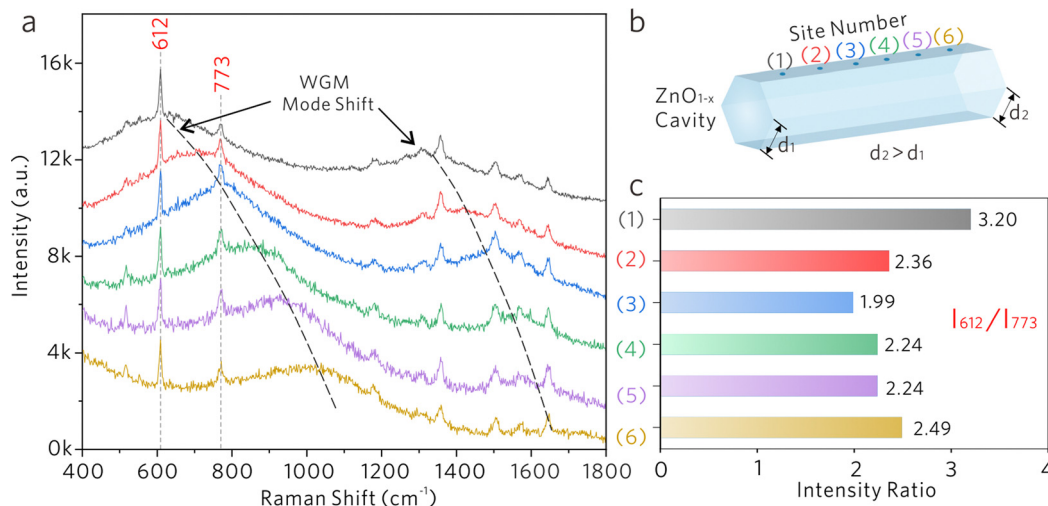 a
612
773
WGM
Mode Shift
16k
12k
8k
4k
0k
Intensity (a.u.)
400 600 800 1000 1200 1400 1600 1800
Raman Shift (cm⁻¹)
b
Site Number
(1) (2) (3) (4) (5) (6)
ZnO₁₋ₓ
Cavity
d₁
d₂
d₂>d₁
c
(1) 3.20
(2) 2.36
(3) 1.99
(4) 2.24
(5) 2.24
(6) 2.49
I₆₁₂/I₇₇₃
0 1 2 3 4
Intensity Ratio